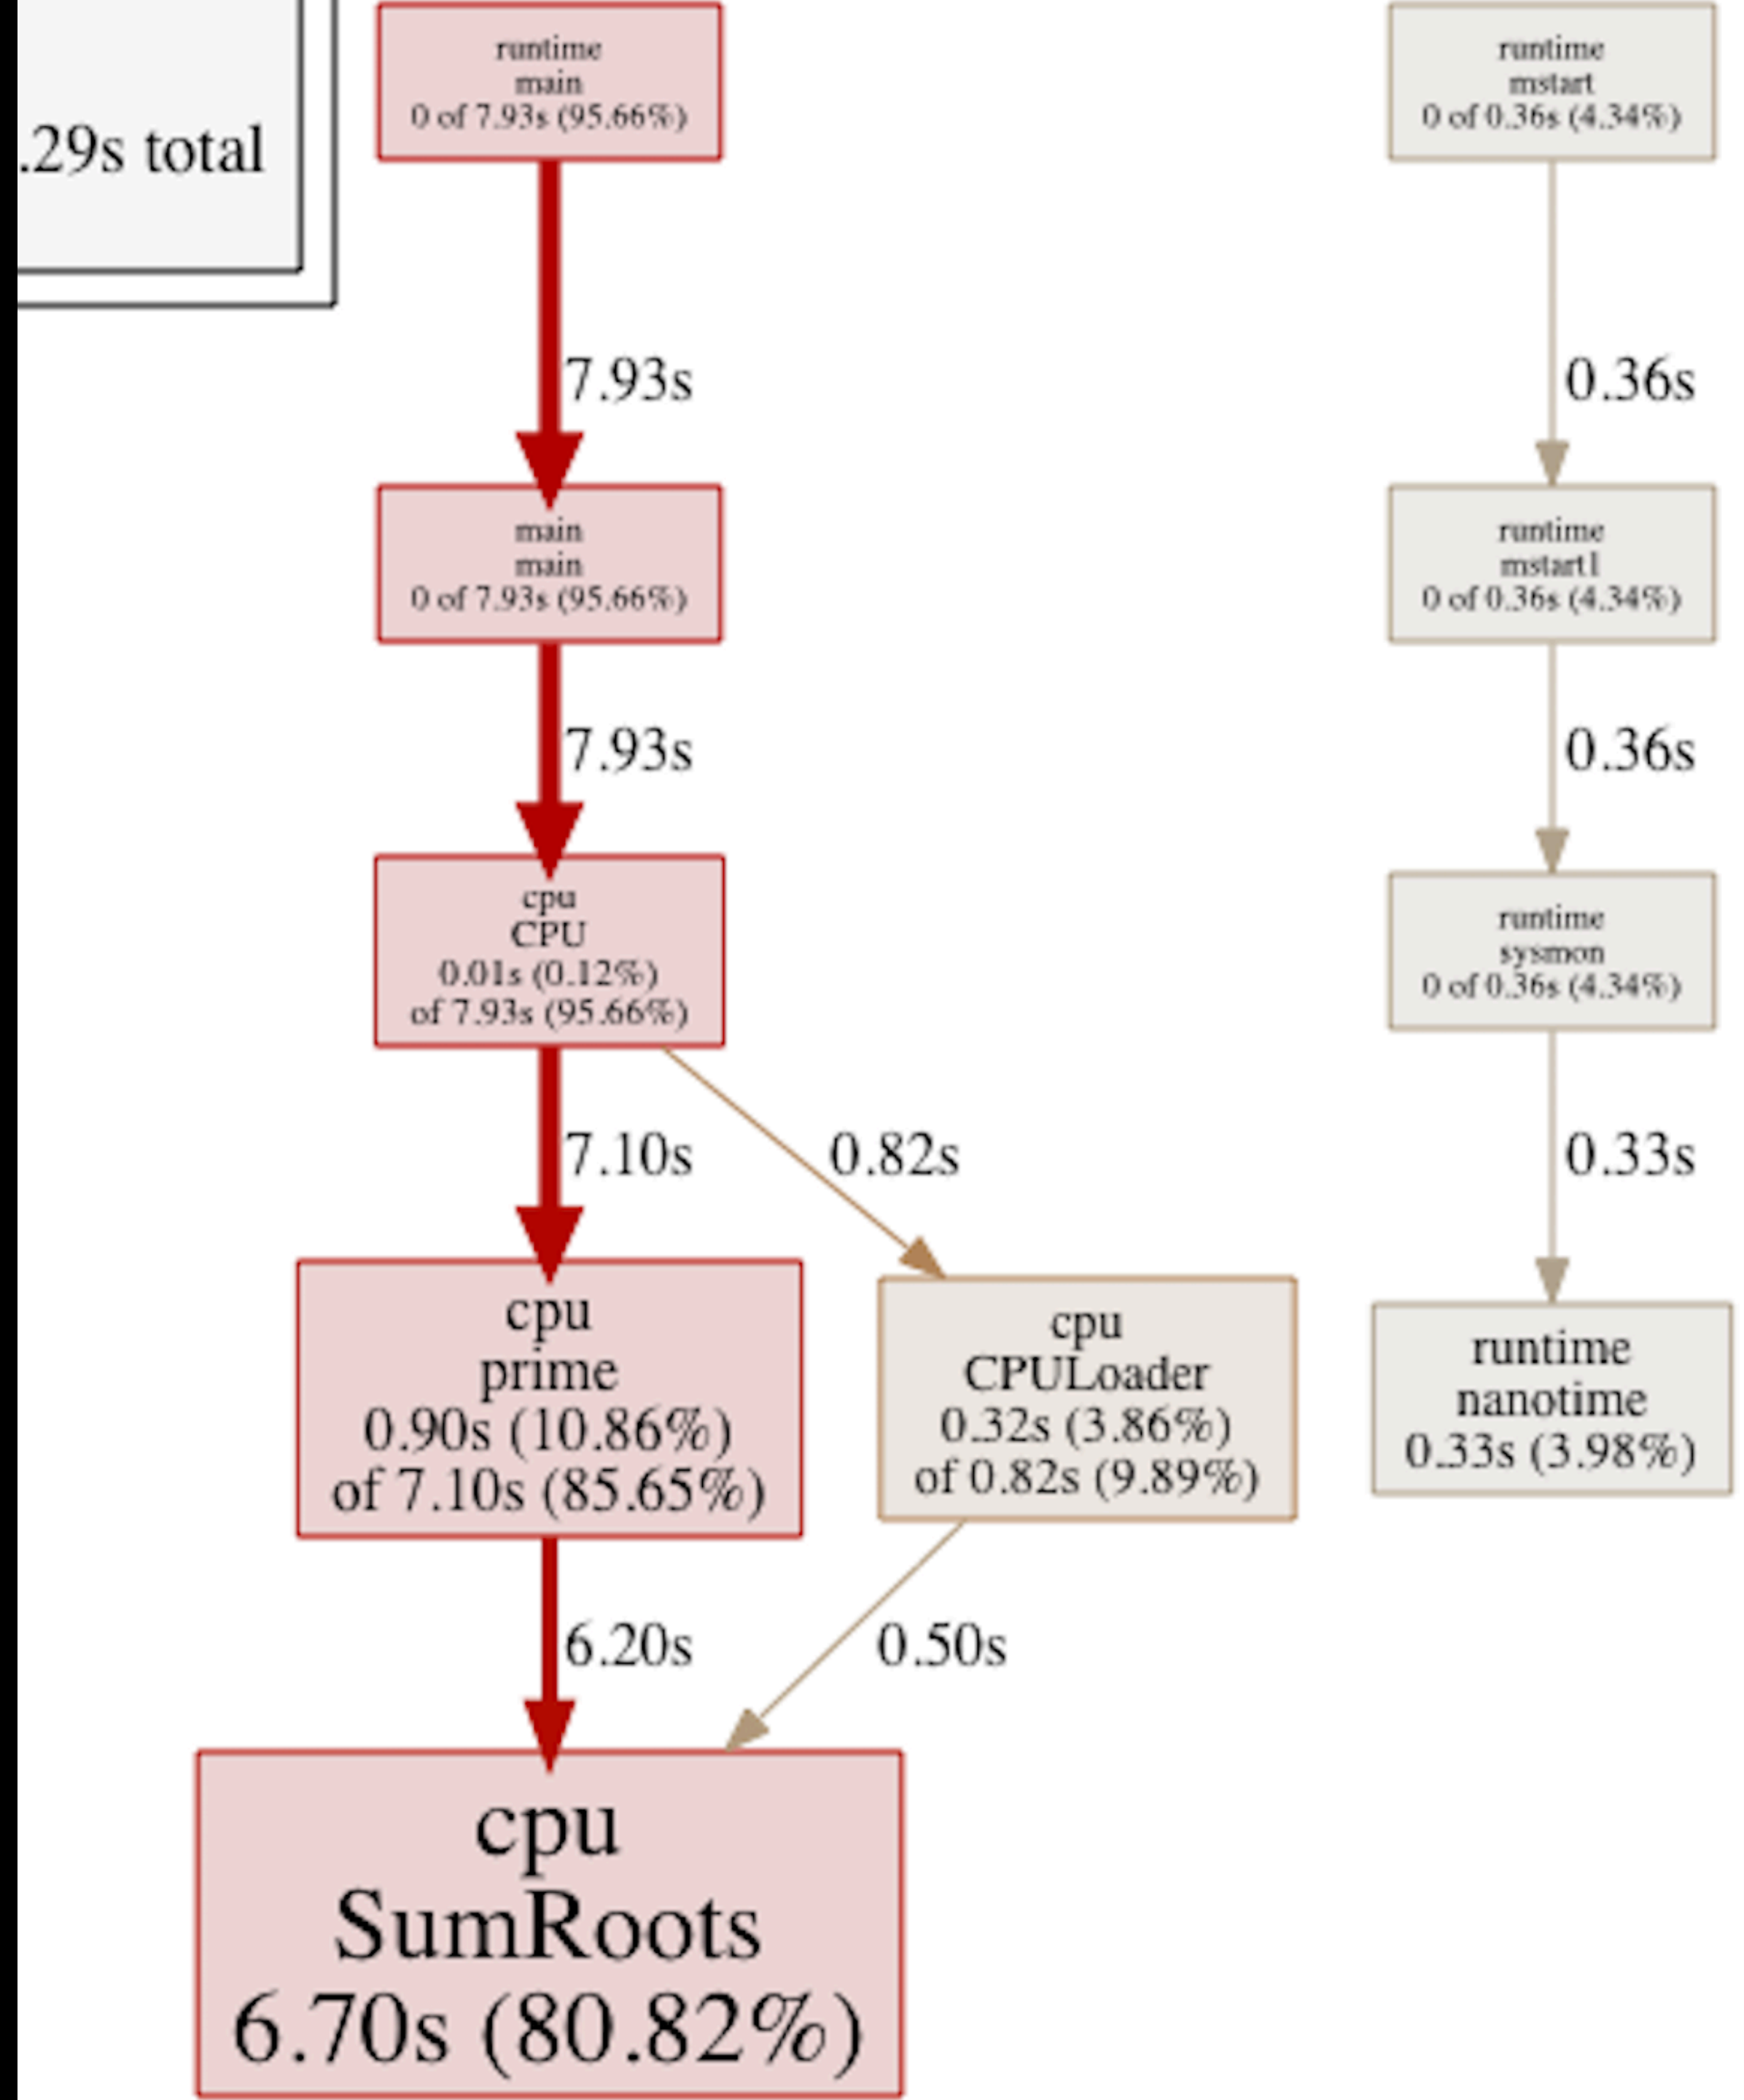 .29s total
runtime
main
0 of 7.93s (95.66%)
runtime
mstart
0 of 0.36s (4.34%)
7.93s
0.36s
main
main
0 of 7.93s (95.66%)
runtime
mstart1
0 of 0.36s (4.34%)
7.93s
0.36s
cpu
CPU
0.01s (0.12%)
of 7.93s (95.66%)
runtime
sysmon
0 of 0.36s (4.34%)
7.10s
0.82s
0.33s
cpu
prime
0.90s (10.86%)
of 7.10s (85.65%)
cpu
CPULoader
0.32s (3.86%)
of 0.82s (9.89%)
runtime
nanotime
0.33s (3.98%)
6.20s
0.50s
cpu
SumRoots
6.70s (80.82%)